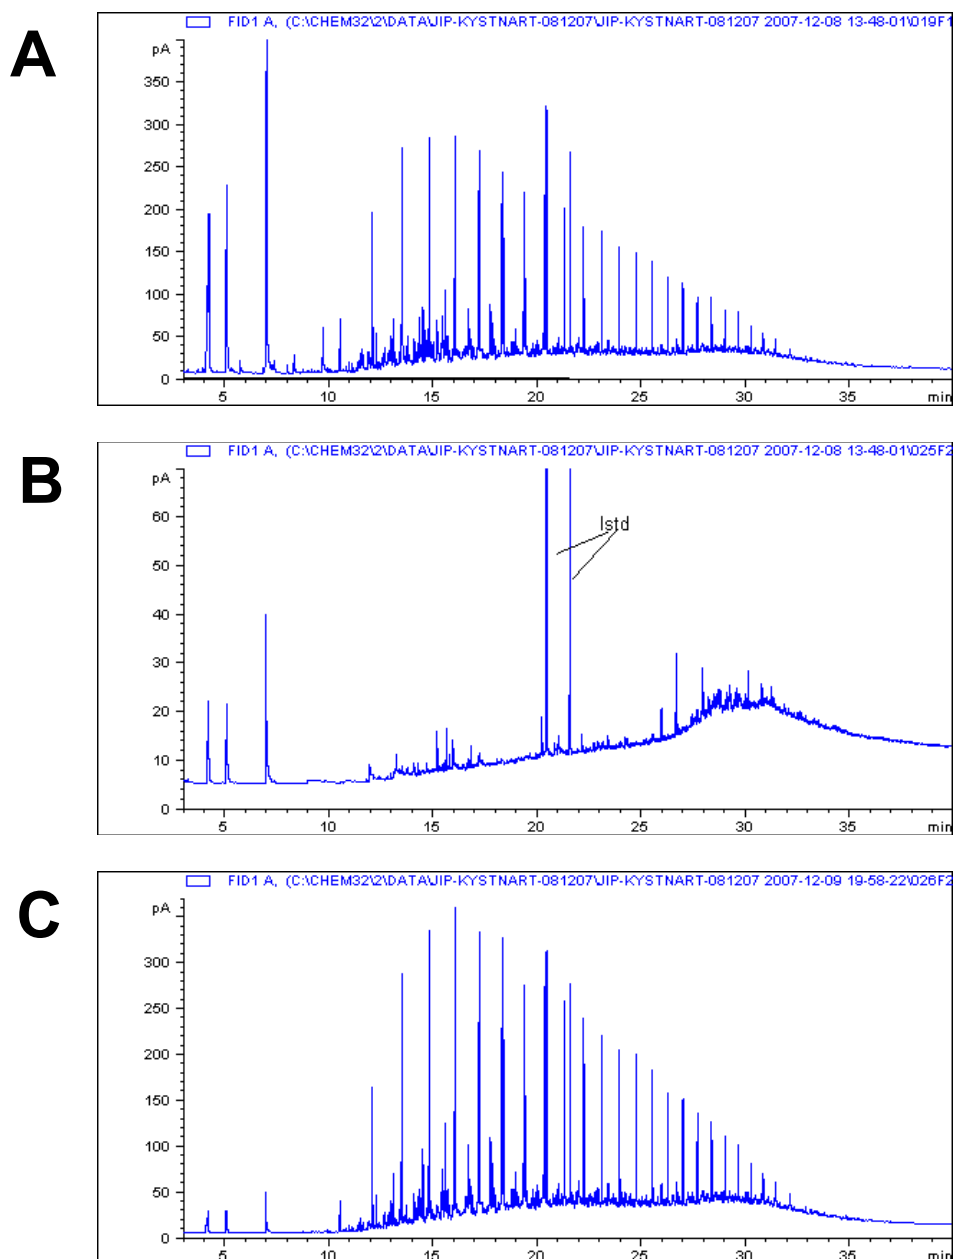 A
FID1 A, (C:\CHEM32\2\DATA\JIP-KYSTNART-081207\JIP-KYSTNART-081207 2007-12-08 13-48-01\019F1
pA
350
300
250
200
150
100
50
0
5 10 15 20 25 30 35 min
B
FID1 A, (C:\CHEM32\2\DATA\JIP-KYSTNART-081207\JIP-KYSTNART-081207 2007-12-08 13-48-01\025F2
pA
Istd
60
50
40
30
20
10
0
5 10 15 20 25 30 35 min
C
FID1 A, (C:\CHEM32\2\DATA\JIP-KYSTNART-081207\JIP-KYSTNART-081207 2007-12-09 19-58-22\026F2
pA
300
250
200
150
100
50
0
5 10 15 20 25 30 35 min